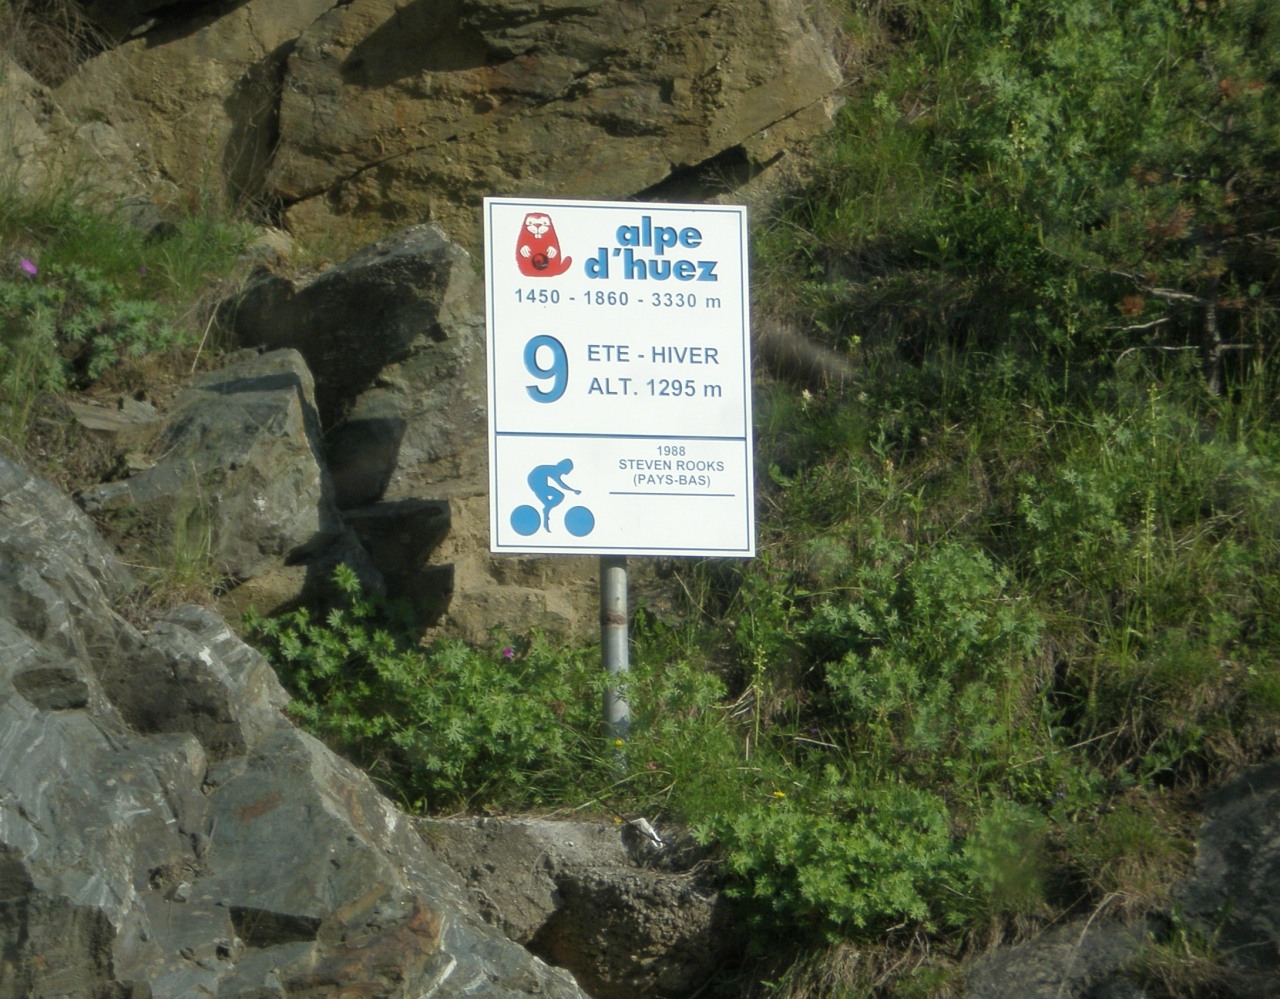 alpe
d'huez
1450 - 1860 - 3330 m
9
ETE - HIVER
ALT. 1295 m
1988
STEVEN ROOKS
(PAYS-BAS)